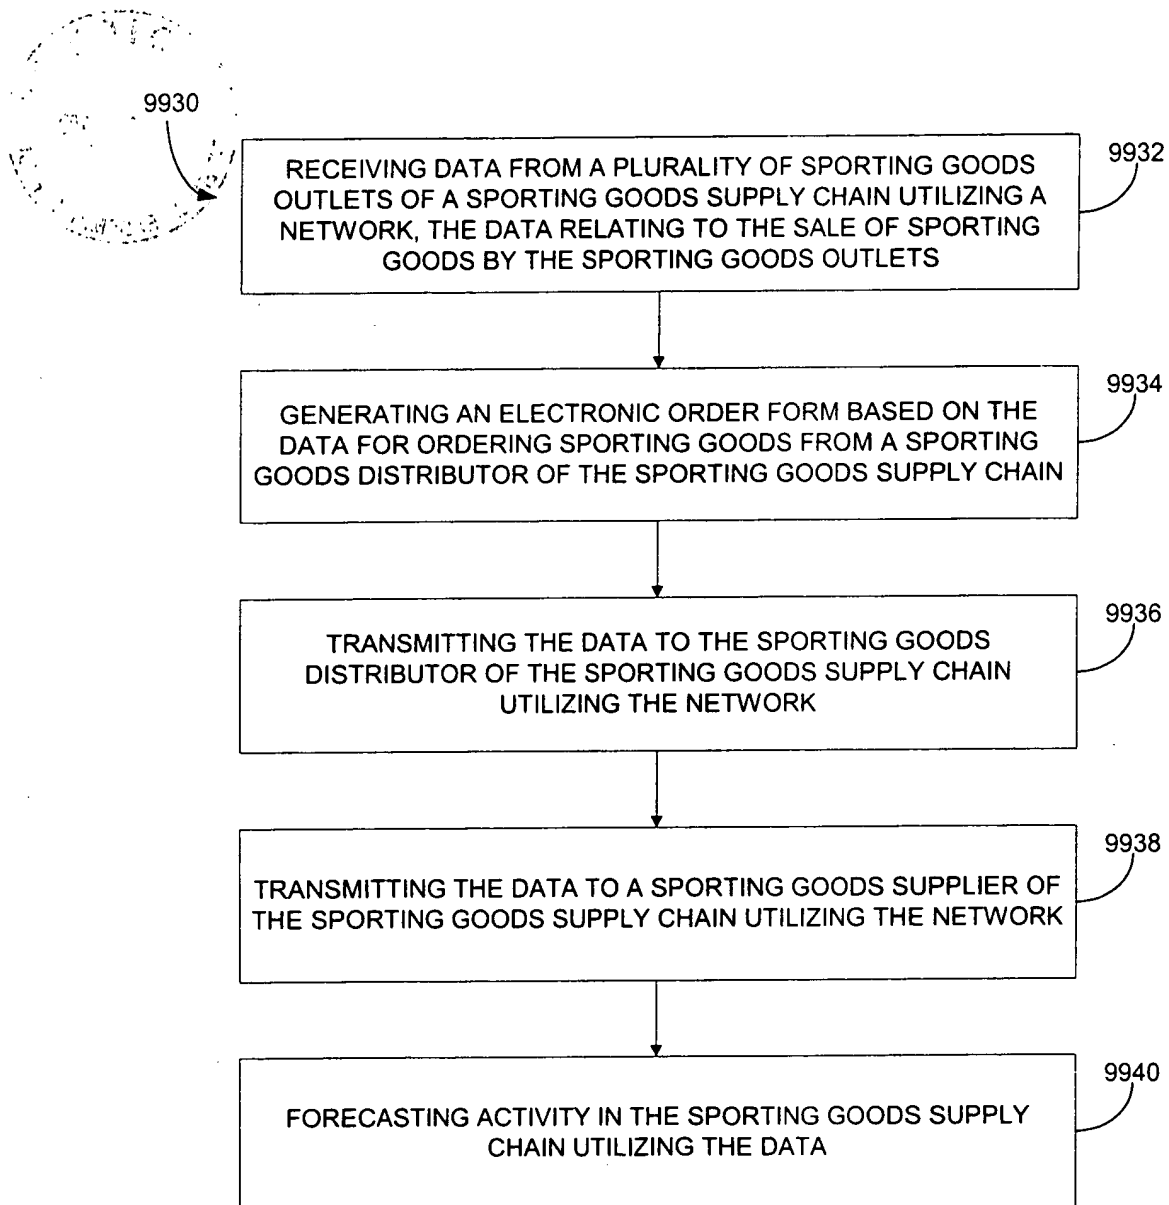 9930
9932
RECEIVING DATA FROM A PLURALITY OF SPORTING GOODS
OUTLETS OF A SPORTING GOODS SUPPLY CHAIN UTILIZING A
NETWORK, THE DATA RELATING TO THE SALE OF SPORTING
GOODS BY THE SPORTING GOODS OUTLETS
9934
GENERATING AN ELECTRONIC ORDER FORM BASED ON THE
DATA FOR ORDERING SPORTING GOODS FROM A SPORTING
GOODS DISTRIBUTOR OF THE SPORTING GOODS SUPPLY CHAIN
9936
TRANSMITTING THE DATA TO THE SPORTING GOODS
DISTRIBUTOR OF THE SPORTING GOODS SUPPLY CHAIN
UTILIZING THE NETWORK
9938
TRANSMITTING THE DATA TO A SPORTING GOODS SUPPLIER OF
THE SPORTING GOODS SUPPLY CHAIN UTILIZING THE NETWORK
9940
FORECASTING ACTIVITY IN THE SPORTING GOODS SUPPLY
CHAIN UTILIZING THE DATA